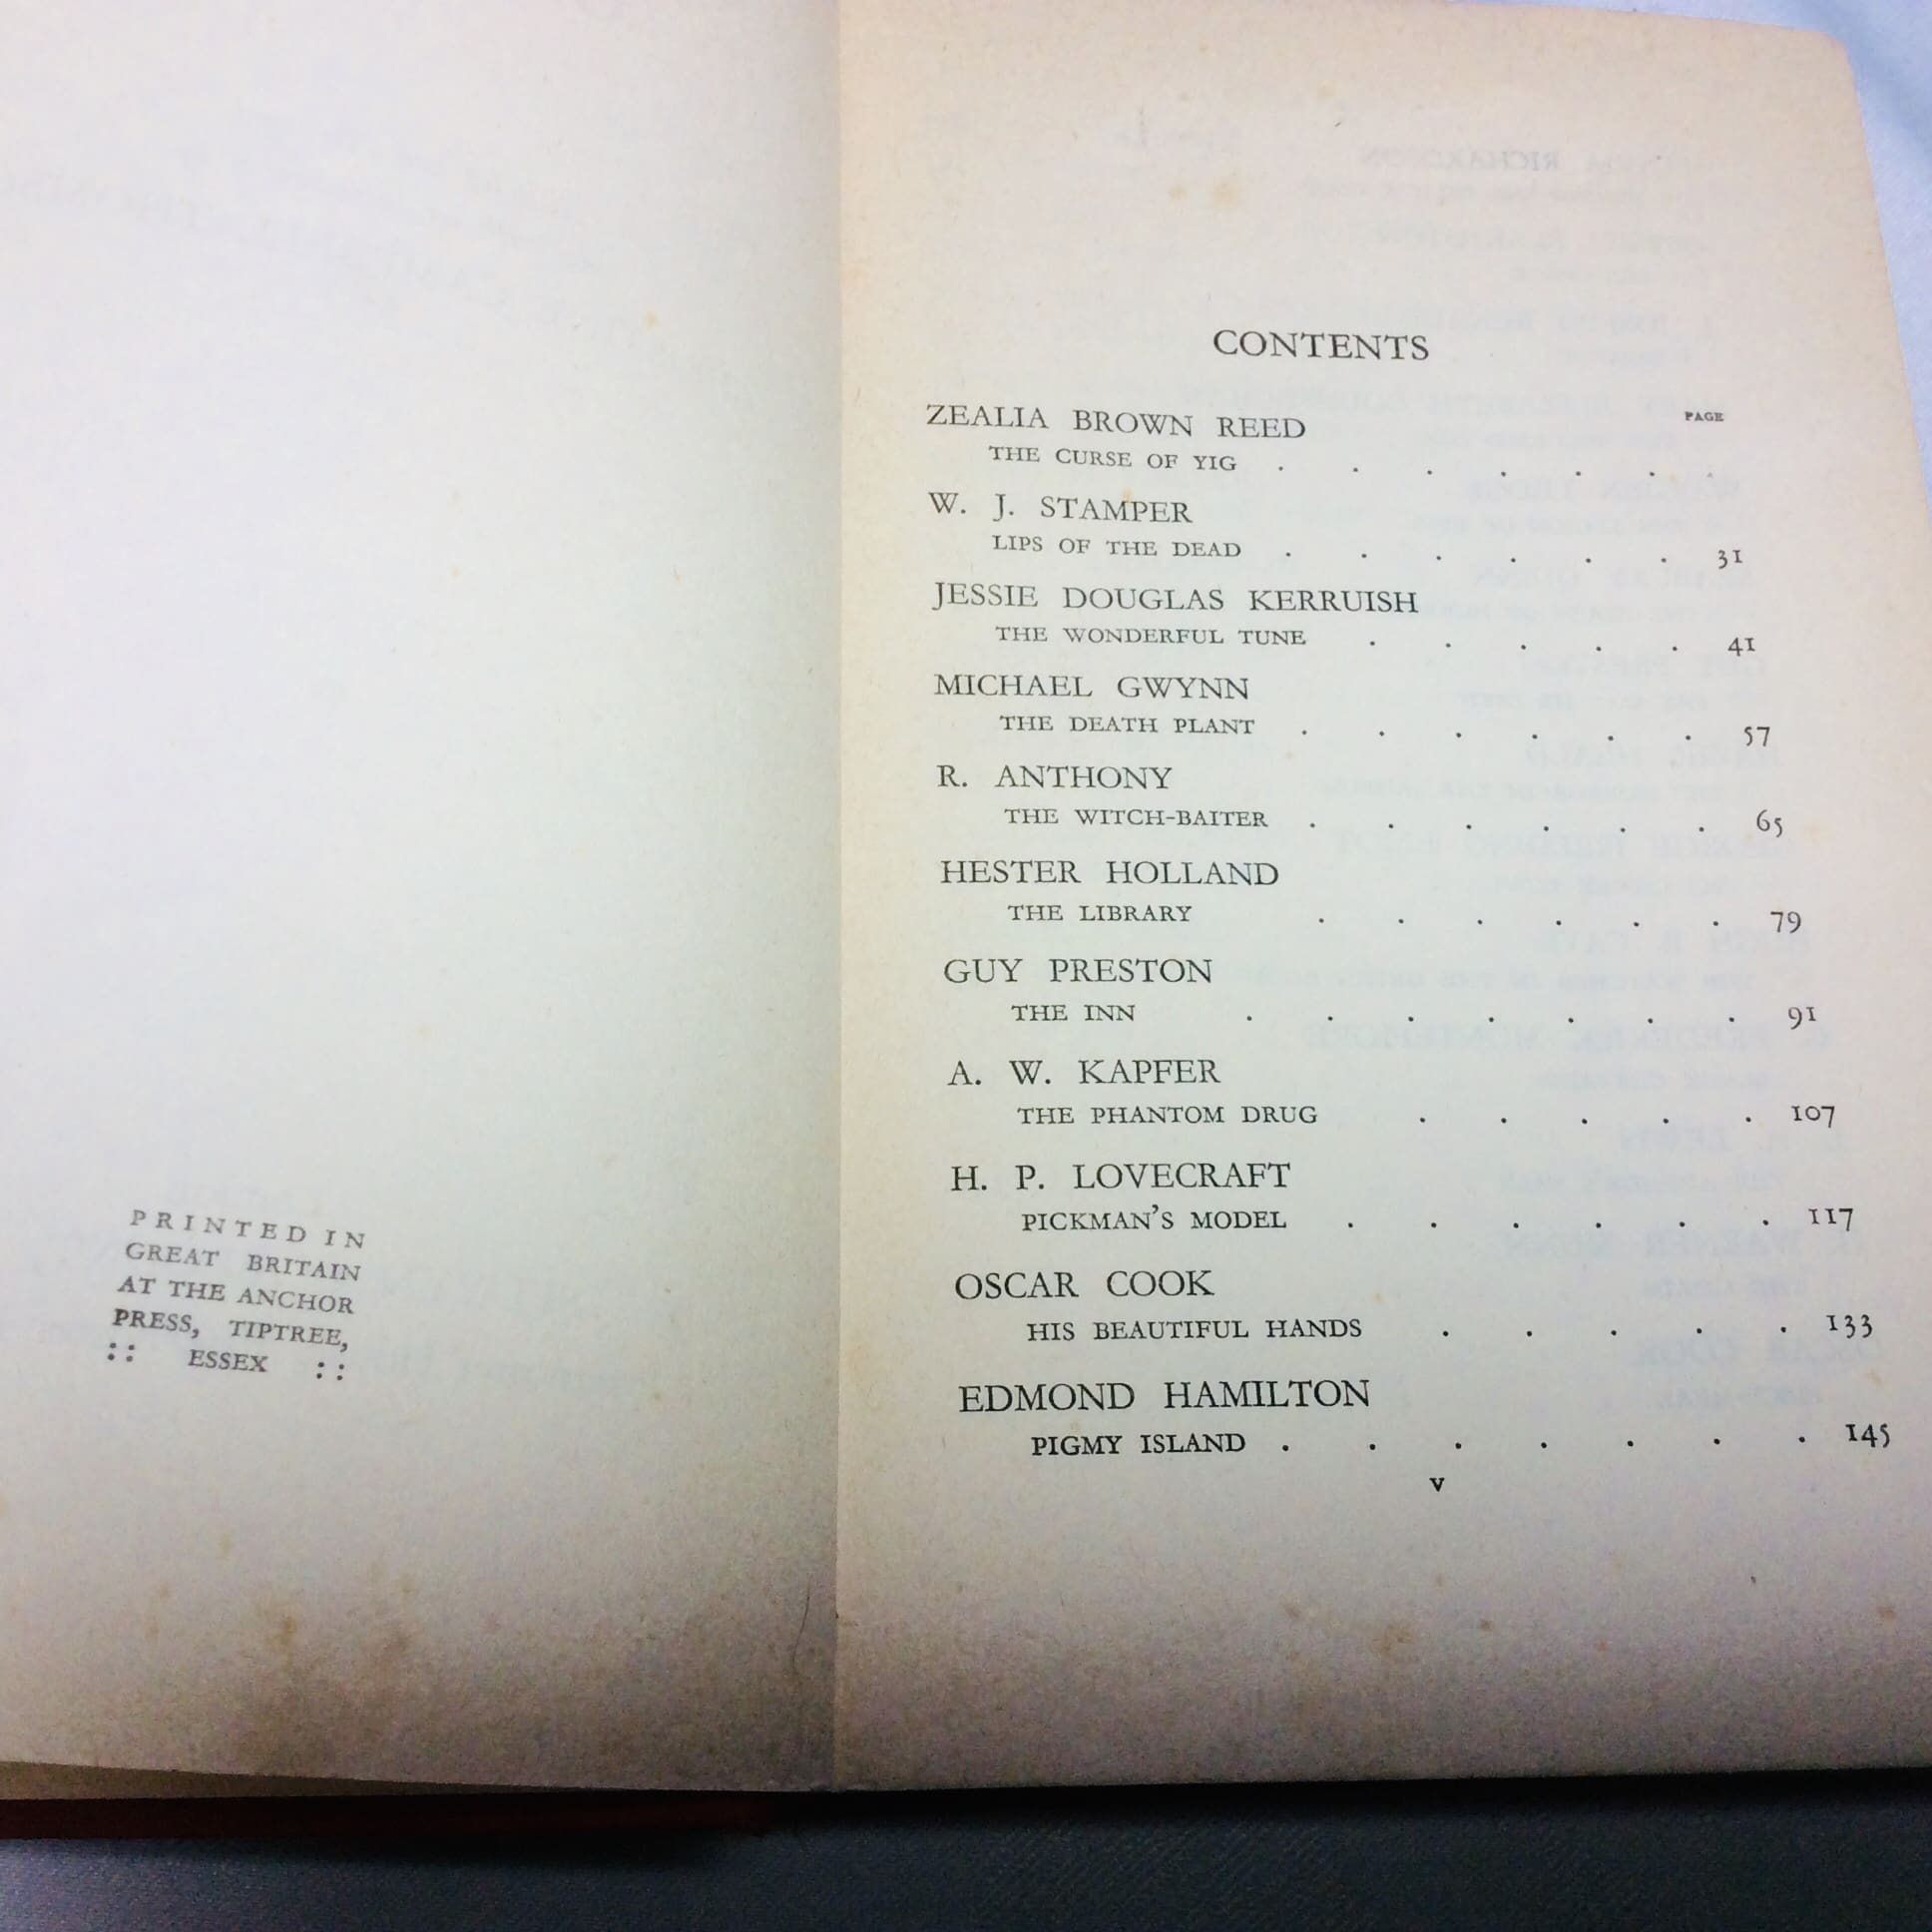 PRINTED IN
GREAT BRITAIN
AT THE ANCHOR
PRESS, TIPTREE,
:: ESSEX ::
CONTENTS
PAGE
ZEALIA BROWN REED
THE CURSE OF YIG . . . . . . .
W. J. STAMPER
LIPS OF THE DEAD . . . . . . 31
JESSIE DOUGLAS KERRUISH
THE WONDERFUL TUNE . . . . . 41
MICHAEL GWYNN
THE DEATH PLANT . . . . . . 57
R. ANTHONY
THE WITCH-BAITER . . . . . . 65
HESTER HOLLAND
THE LIBRARY . . . . . . 79
GUY PRESTON
THE INN . . . . . . . 91
A. W. KAPFER
THE PHANTOM DRUG . . . . . 107
H. P. LOVECRAFT
PICKMAN'S MODEL . . . . . . 117
OSCAR COOK
HIS BEAUTIFUL HANDS . . . . . 133
EDMOND HAMILTON
PIGMY ISLAND . . . . . . . 145
v